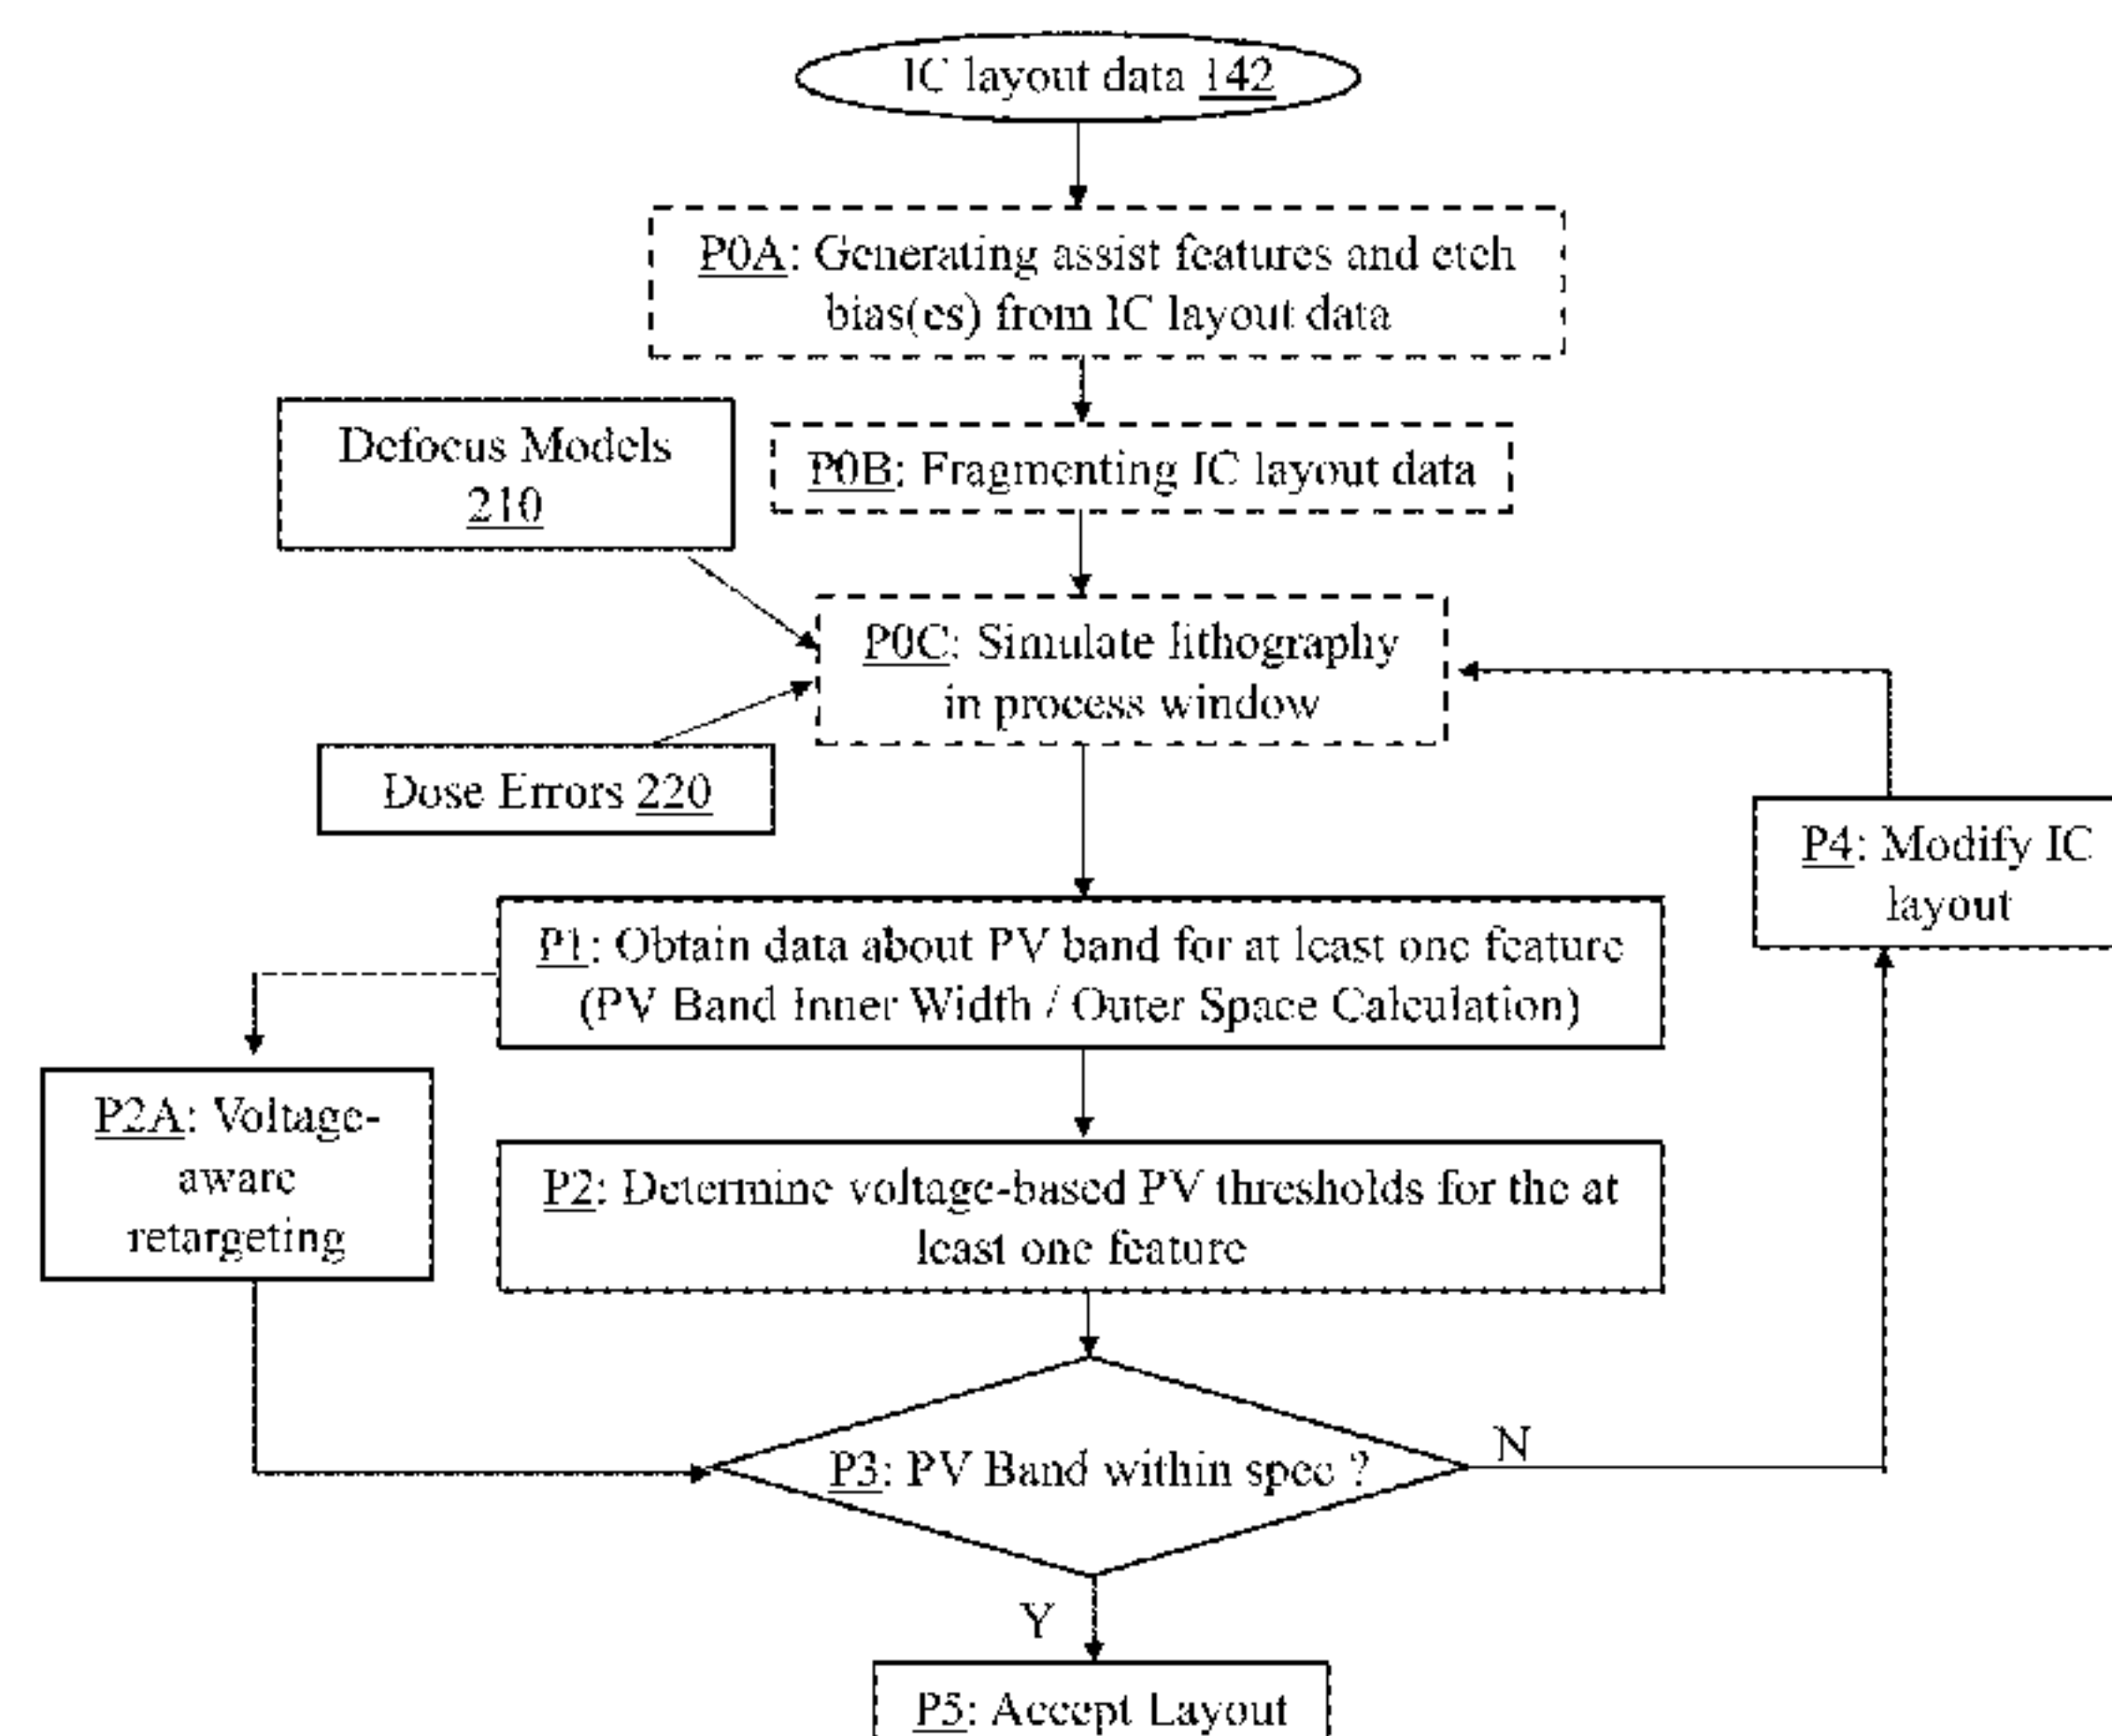 IC layout data 142
P0A: Generating assist features and etch
bias(es) from IC layout data
Defocus Models
210
P0B: Fragmenting IC layout data
P0C: Simulate lithography
in process window
Dose Errors 220
P4: Modify IC
layout
P1: Obtain data about PV band for at least one feature
(PV Band Inner Width / Outer Space Calculation)
P2A: Voltage-
aware
retargeting
P2: Determine voltage-based PV thresholds for the at
least one feature
P3: PV Band within spec ?
N
Y
P5: Accept Layout